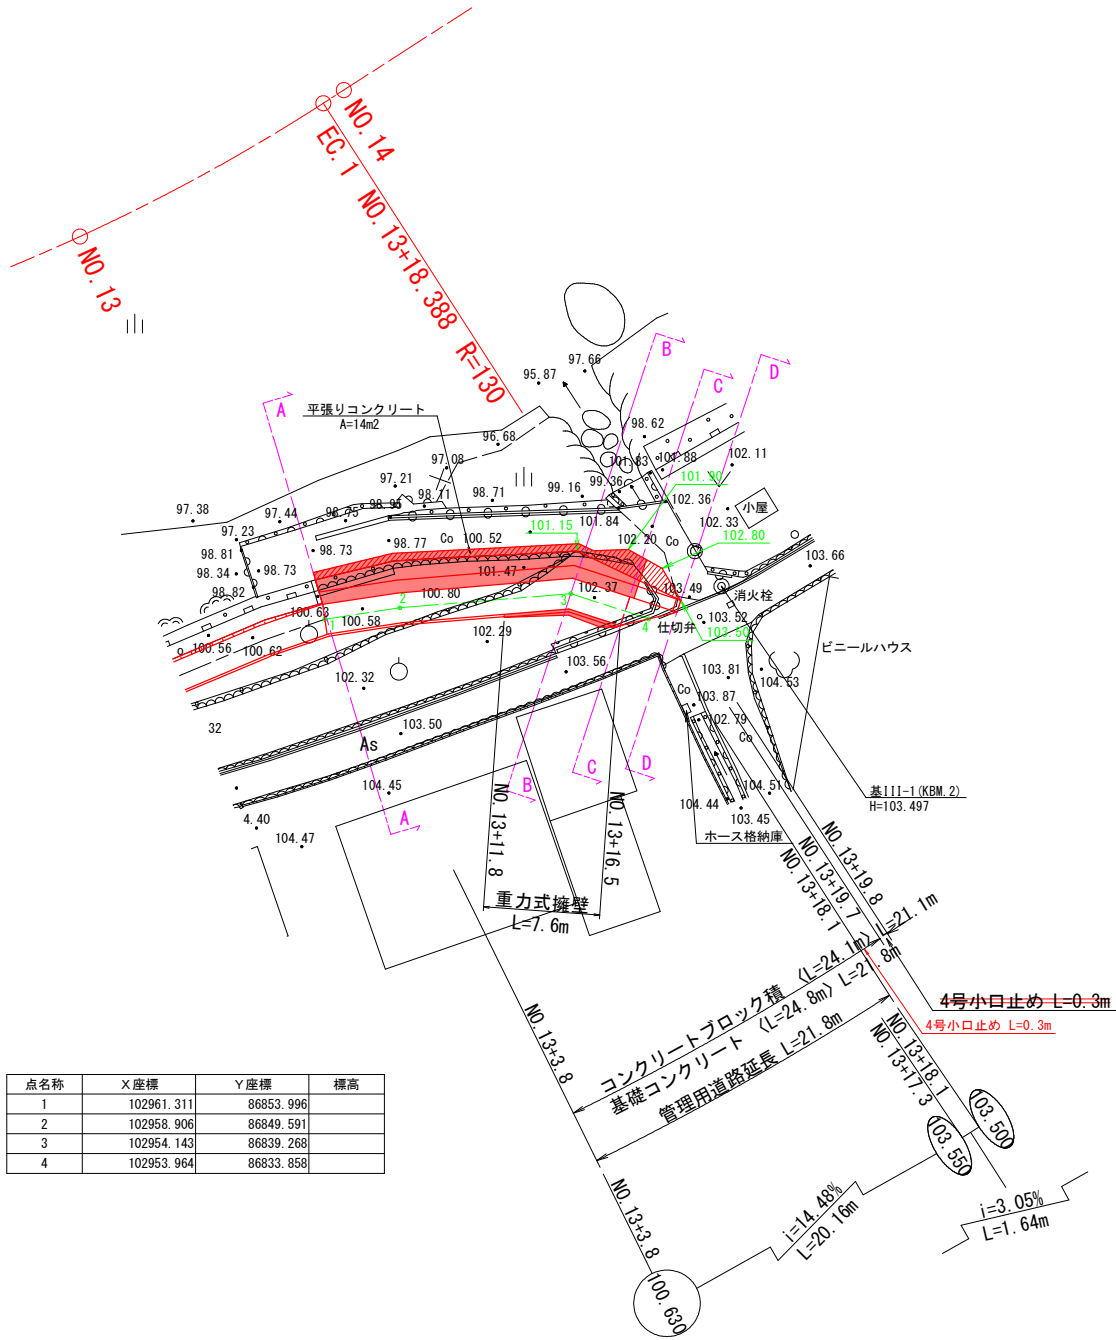 NO.14
EC.1 NO.13+18.388 R=130
NO.13
B
C
D
A
平張りコンクリート
A=14m2
97.66
95.87
98.62
96.68
97.08
101.83
101.88
102.11
97.21
99.36
101.90
98.95
98.11
98.71
99.16
102.36
小屋
97.38
97.44
98.75
101.84
102.33
97.23
101.15
102.20
Co
102.80
98.81
98.73
98.77
Co
100.52
103.66
98.34
98.73
101.47
98.82
102.37
103.49
消火栓
100.63
1
2
100.80
3
4
100.58
仕切弁
103.52
103.50
100.56
100.62
102.29
ビニールハウス
103.56
103.81
104.53
102.32
Co
103.87
32
103.50
102.79
As
Co
C
D
B
104.45
104.44
104.51
基III-1(KBM.2)
H=103.497
103.45
A
4.40
104.47
ホース格納庫
NO.13+11.8
NO.13+16.5
NO.13+19.8
NO.13+19.7
NO.13+18.1
重力式擁壁
L=7.6m
L=21.1m
コンクリートブロック積 〈L=24.1m〉
基礎コンクリート 〈L=24.8m〉 L=21.8m
管理用道路延長 L=21.8m
4号小口止め L=0.3m
4号小口止め L=0.3m
NO.13+3.8
NO.13+18.1
NO.13+17.3
点名称 X座標 Y座標 標高
1 102961.311 86853.996
2 102958.906 86849.591
3 102954.143 86839.268
4 102953.964 86833.858
103.500
103.550
NO.13+3.8
i=14.48%
L=20.16m
i=3.05%
L=1.64m
100.630